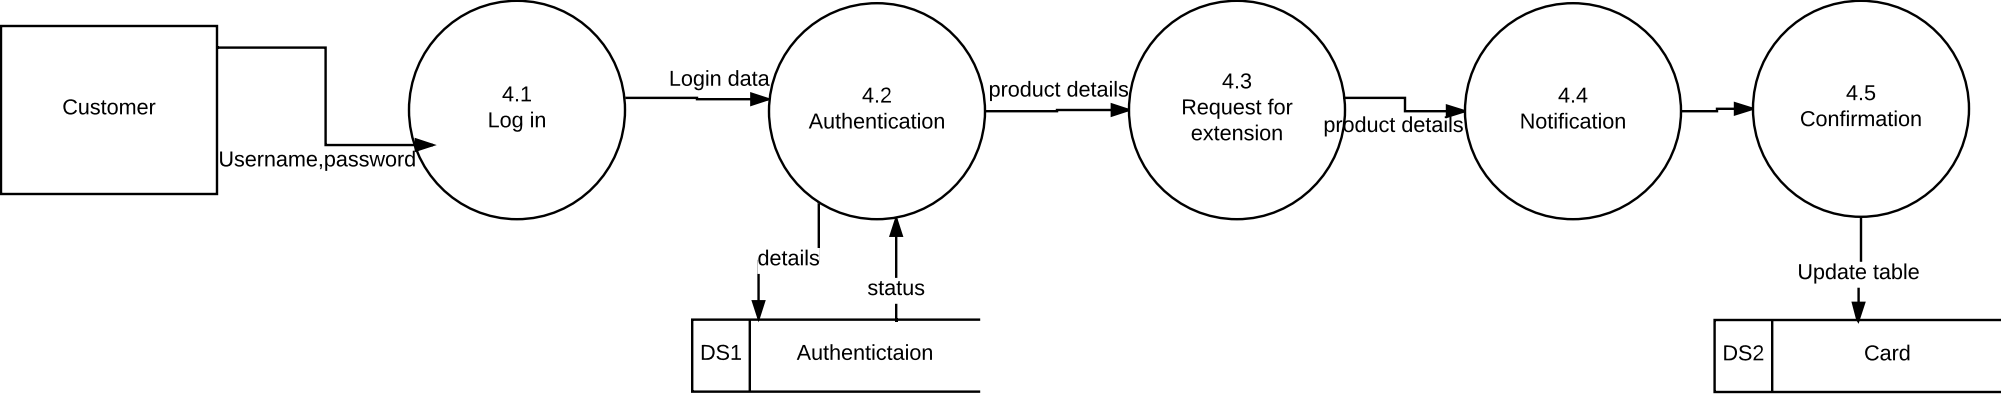 Customer
Username,password
4.1
Log in
Login data
4.2
Authentication
product details
4.3
Request for
extension
product details
4.4
Notification
4.5
Confirmation
details
status
DS1
Authentictaion
Update table
DS2
Card